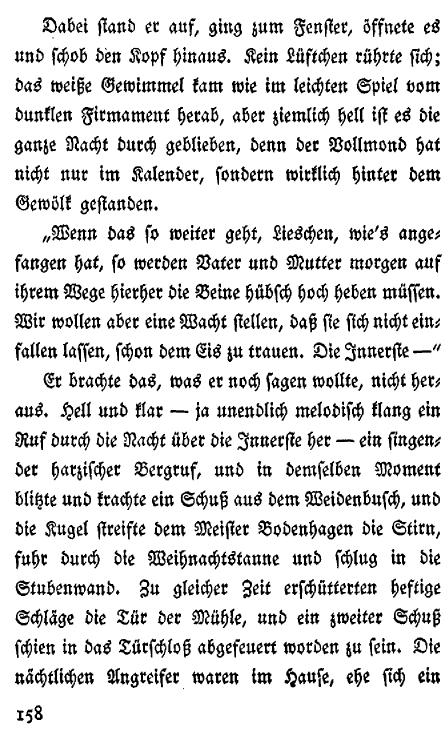 Dabei stand er auf, ging zum Fenster, öffnete es
und schob den Kopf hinaus. Kein Lüftchen rührte sich;
das weiße Gewimmel kam wie im leichten Spiel vom
dunklen Firmament herab, aber ziemlich hell ist es die
ganze Nacht durch geblieben, denn der Vollmond hat
nicht nur im Kalender, sondern wirklich hinter dem
Gewölk gestanden.
„Wenn das so weiter geht, Lieschen, wie's ange-
fangen hat, so werden Vater und Mutter morgen auf
ihrem Wege hierher die Beine hübsch hoch heben müssen.
Wir wollen aber eine Wacht stellen, daß sie sich nicht ein-
fallen lassen, schon dem Eis zu trauen. Die Innerste —“
Er brachte das, was er noch sagen wollte, nicht her-
aus. Hell und klar — ja unendlich melodisch klang ein
Ruf durch die Nacht über die Innerste her — ein singen-
der harzischer Bergruf, und in demselben Moment
blitzte und krachte ein Schuß aus dem Weidenbusch, und
die Kugel streifte dem Meister Bodenhagen die Stirn,
fuhr durch die Weihnachtstanne und schlug in die
Stubenwand. Zu gleicher Zeit erschütterten heftige
Schläge die Tür der Mühle, und ein zweiter Schuß
schien in das Türschloß abgefeuert worden zu sein. Die
nächtlichen Angreifer waren im Hause, ehe sich ein
158